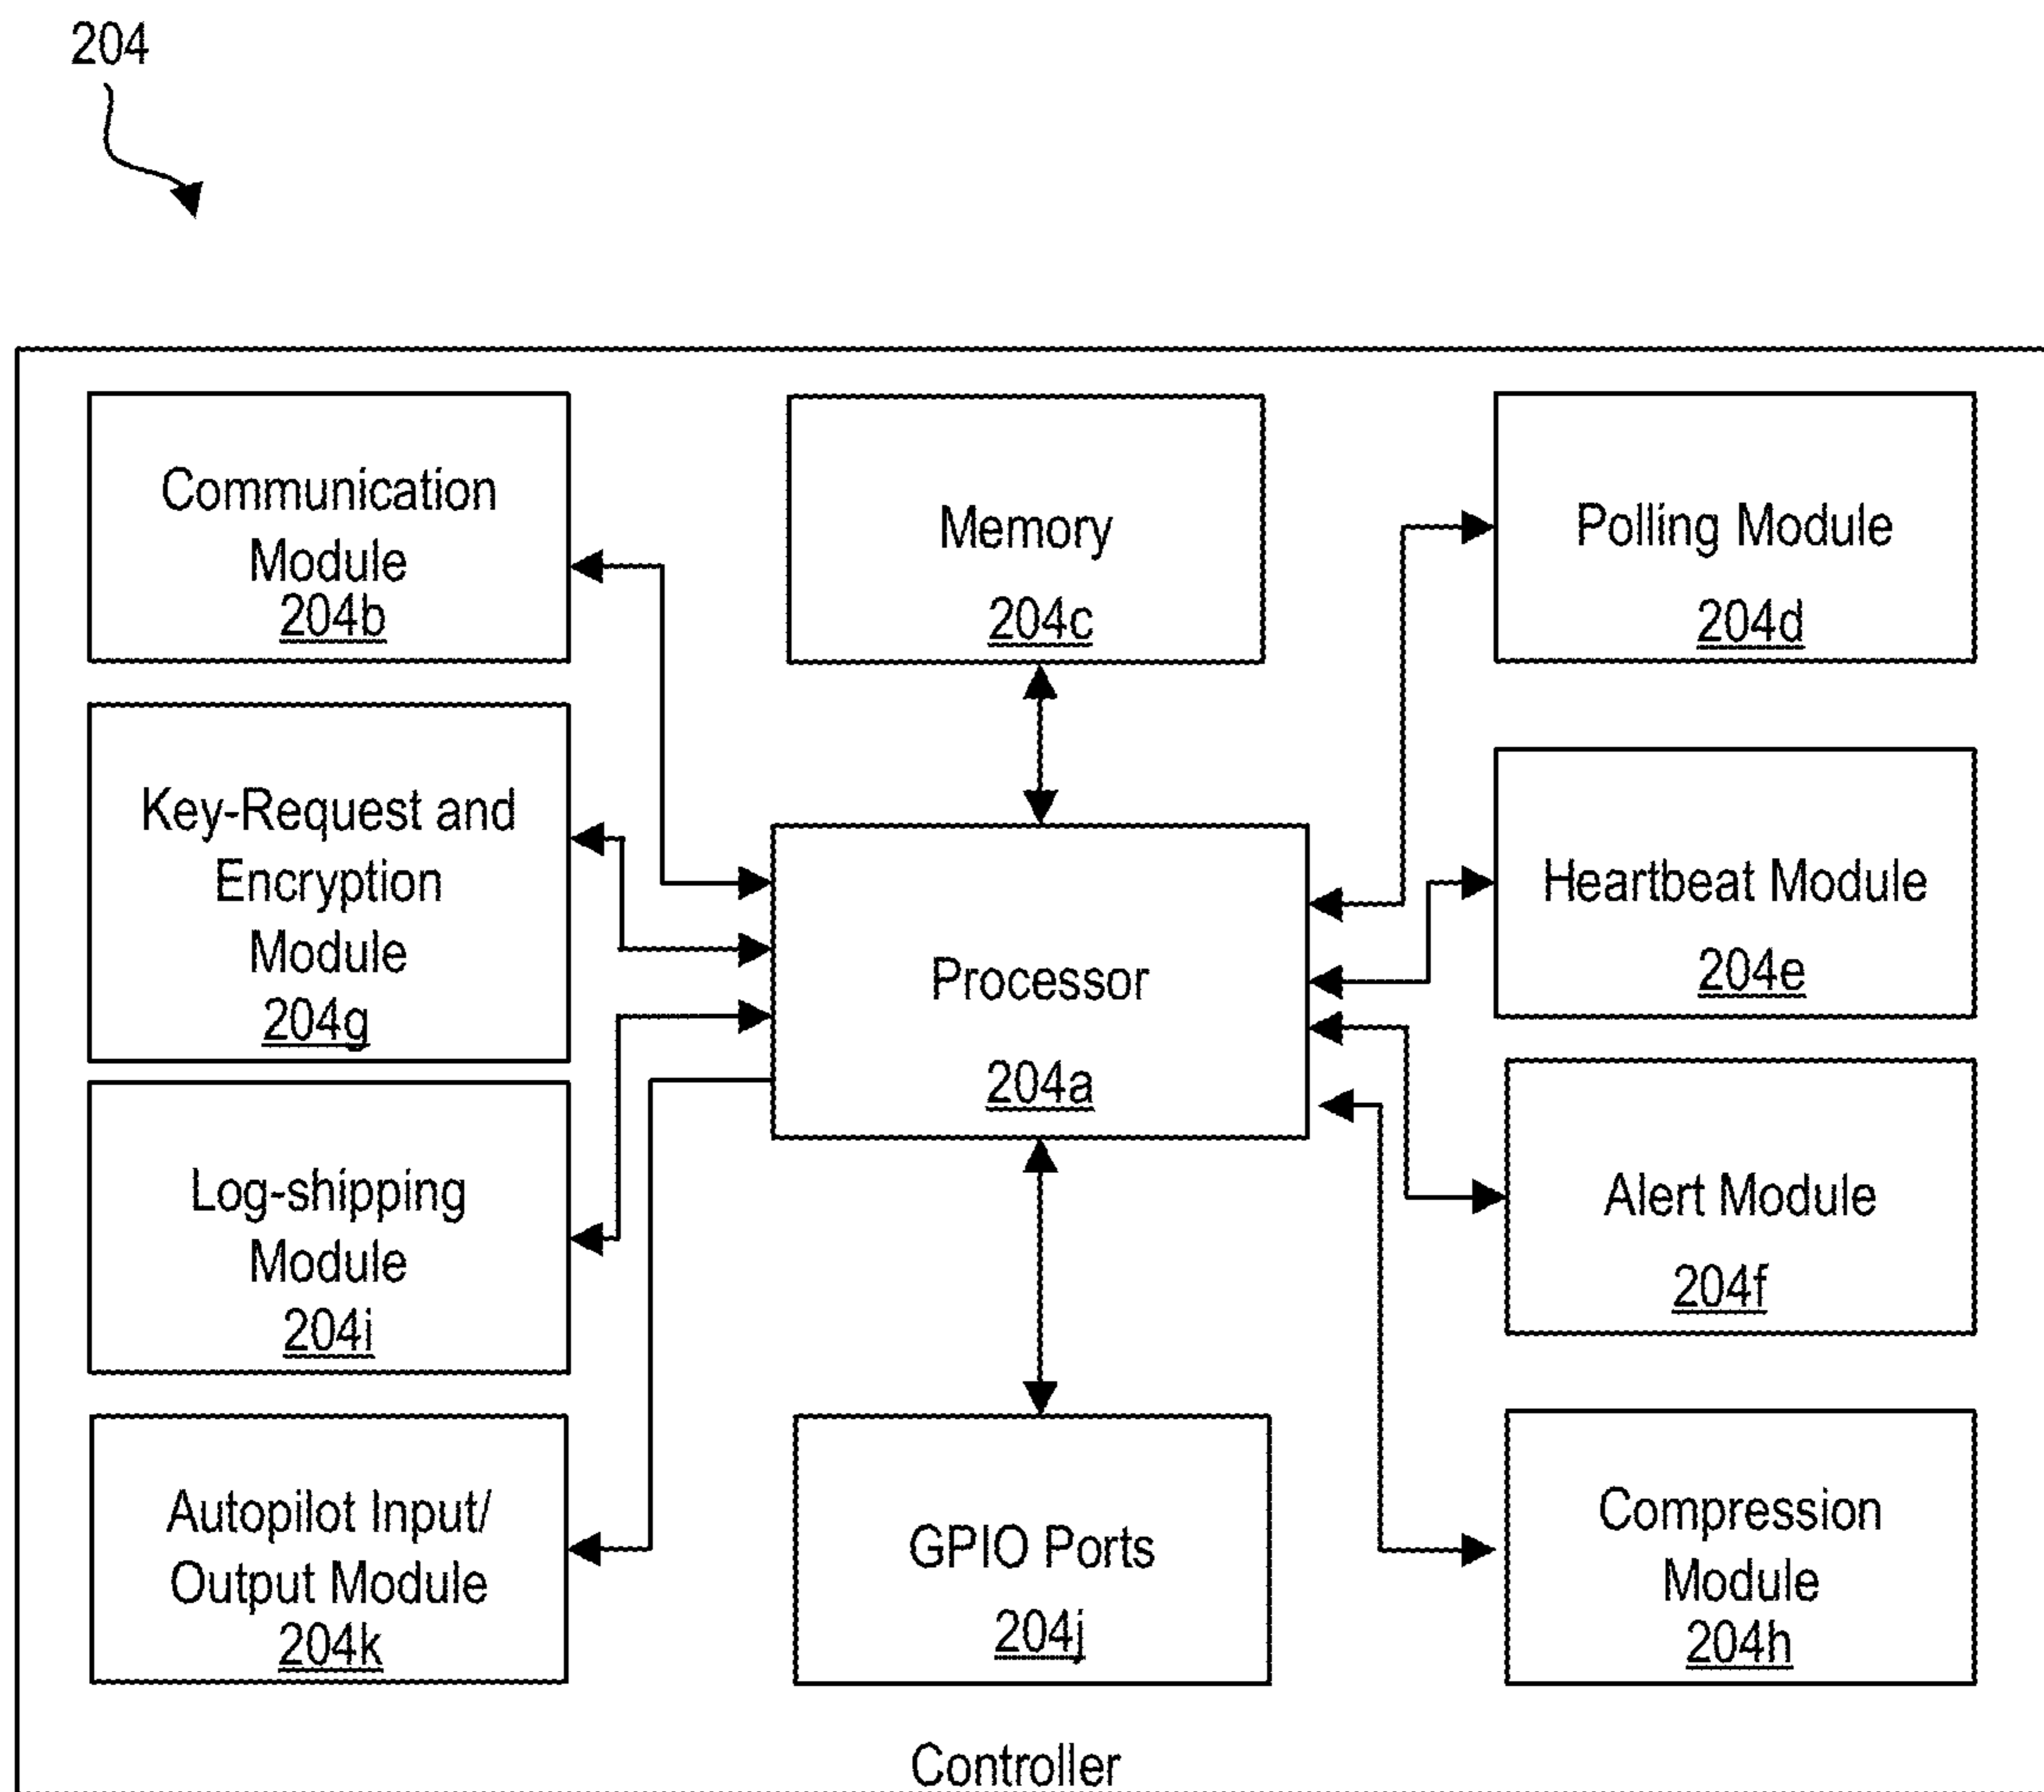 204
Communication
Module
204b
Memory
204c
Polling Module
204d
Key-Request and
Encryption
Module
204g
Processor
204a
Heartbeat Module
204e
Log-shipping
Module
204i
Alert Module
204f
Autopilot Input/
Output Module
204k
GPIO Ports
204j
Compression
Module
204h
Controller